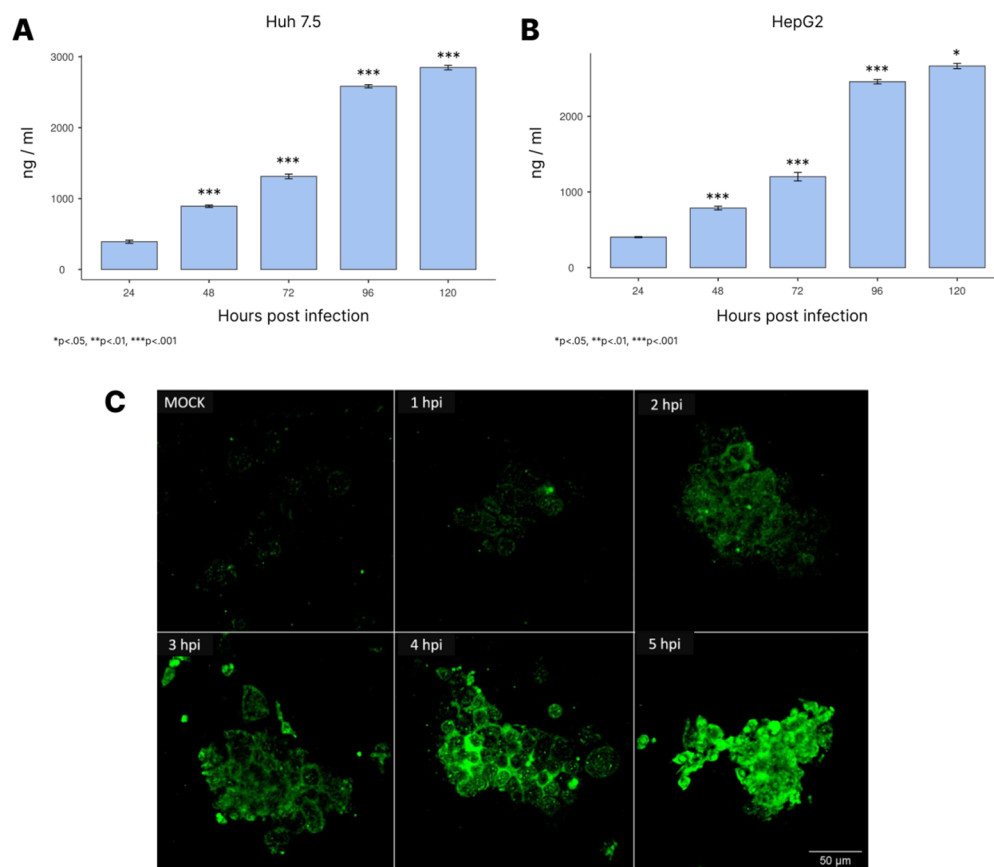 A
Huh 7.5
ng / ml
3000
2000
1000
0
***
***
***
***
24
48
72
96
120
Hours post infection
*p<.05, **p<.01, ***p<.001
B
HepG2
ng / ml
2000
1000
0
***
***
***
*
24
48
72
96
120
Hours post infection
*p<.05, **p<.01, ***p<.001
C
MOCK
1 hpi
2 hpi
3 hpi
4 hpi
5 hpi
50 µm